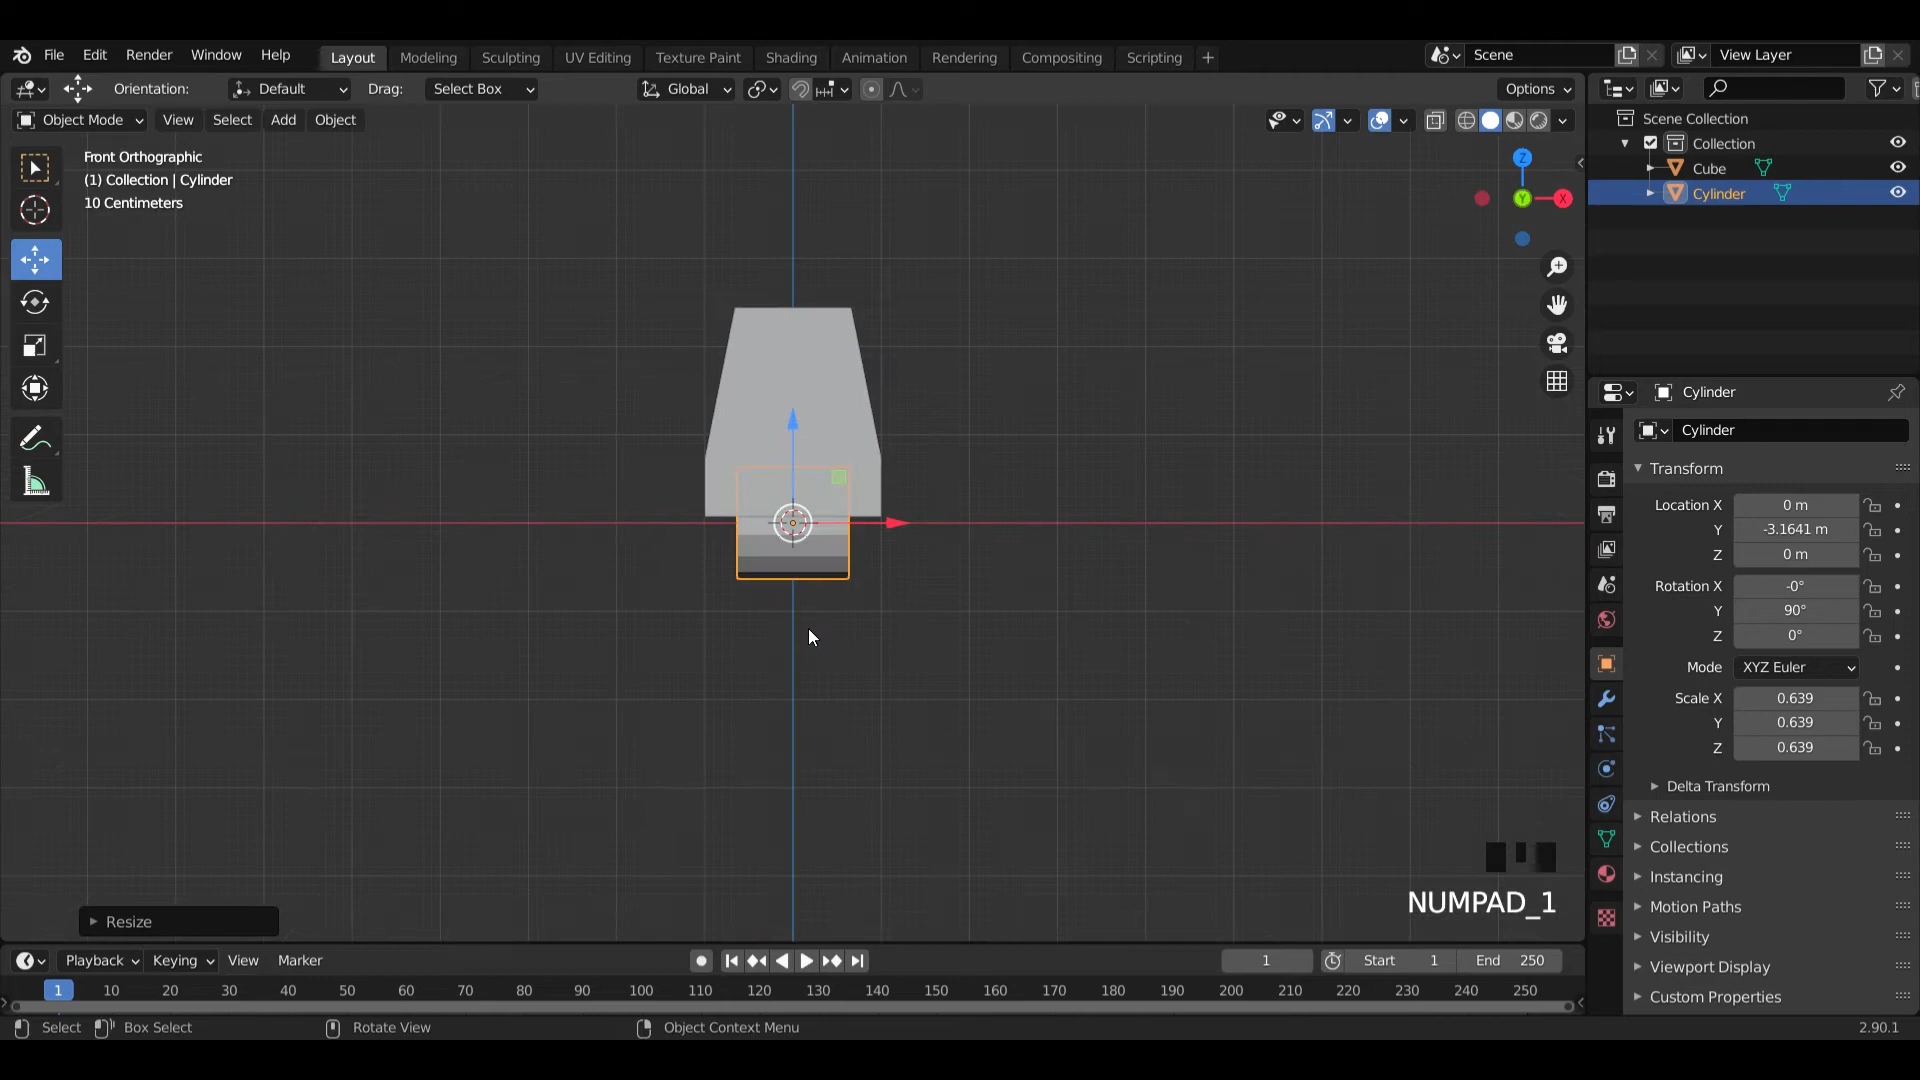 File Edit Render Window Help Layout Modeling Sculpting UV Editing Texture Paint Shading Animation Rendering Compositing Scripting + Scene View Layer
Orientation: Default Drag: Select Box Global Options
Object Mode View Select Add Object
Front Orthographic
(1) Collection | Cylinder
10 Centimeters
Z
Y
X
Scene Collection
Collection
Cube
Cylinder
Cylinder
Cylinder
Transform
Location X 0 m
Y -3.1641 m
Z 0 m
Rotation X -0°
Y 90°
Z 0°
Mode XYZ Euler
Scale X 0.639
Y 0.639
Z 0.639
Delta Transform
Relations
Collections
Instancing
Motion Paths
Visibility
Viewport Display
Custom Properties
NUMPAD_1
Resize
Playback Keying View Marker 1 Start 1 End 250
1 10 20 30 40 50 60 70 80 90 100 110 120 130 140 150 160 170 180 190 200 210 220 230 240 250
Select Box Select Rotate View Object Context Menu 2.90.1